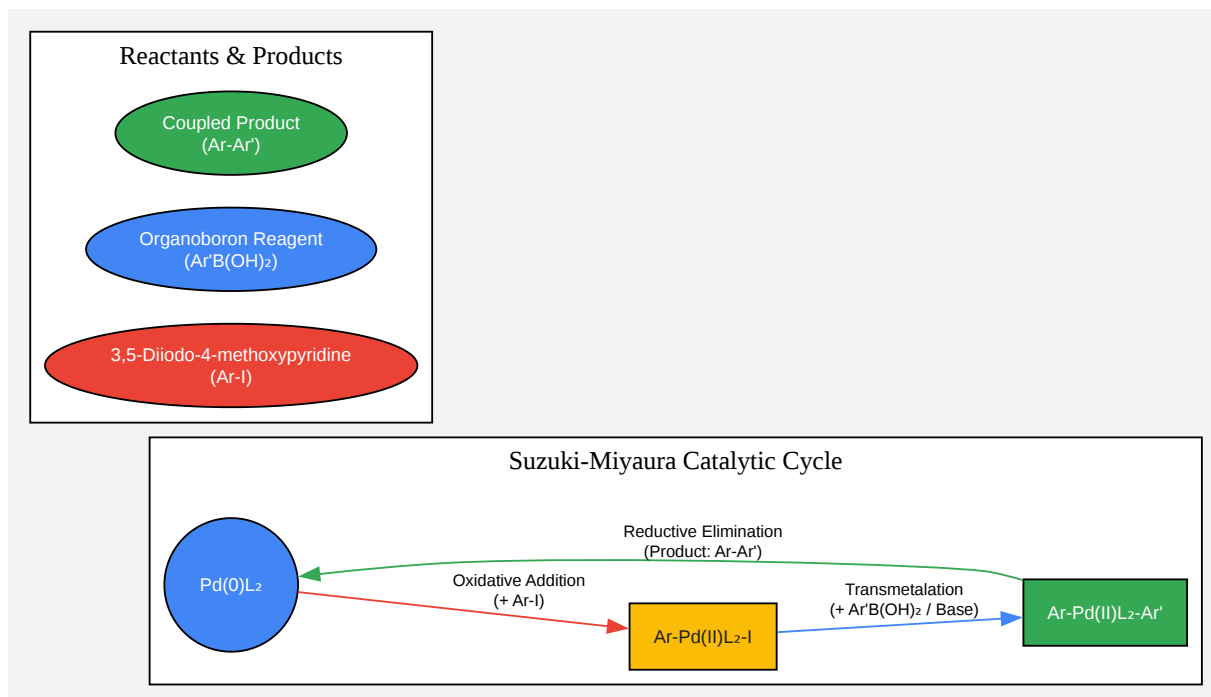 Reactants & Products
Coupled Product
(Ar-Ar')
Organoboron Reagent
(Ar'B(OH)₂)
3,5-Diiodo-4-methoxypyridine
(Ar-I)
Suzuki-Miyaura Catalytic Cycle
Reductive Elimination
(Product: Ar-Ar')
Pd(0)L₂
Oxidative Addition
(+ Ar-I)
Ar-Pd(II)L₂-I
Transmetalation
(+ Ar'B(OH)₂ / Base)
Ar-Pd(II)L₂-Ar'